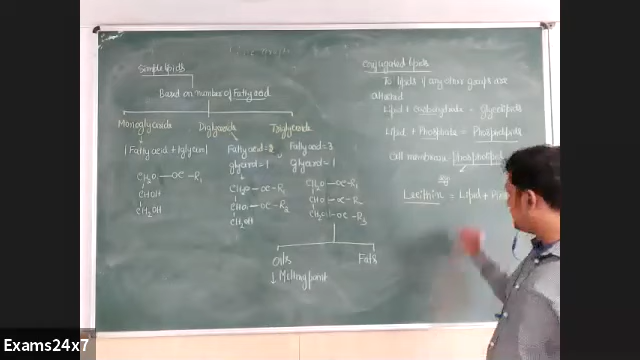 Simple lipids
Based on number of Fatty acid
Monoglyceride
Diglyceride
Triglyceride
1 Fatty acid + 1 glycerol
Fatty acid = 2
glycerol = 1
Fatty acid = 3
glycerol = 1
CH2O - OC - R1
CHOH
CH2OH
CH2O - OC - R1
CHO - OC - R2
CH2OH
CH2O - OC - R1
CHO - OC - R2
CH2O - OC - R3
Oils
Fats
↓ Melting point
Conjugated lipids
To lipids if any other groups are
attached
Lipid + Carbohydrate = Glycolipids
Lipid + Phosphate = Phospholipids
Cell membrane
Lecithin = Lipid +
Exams24x7